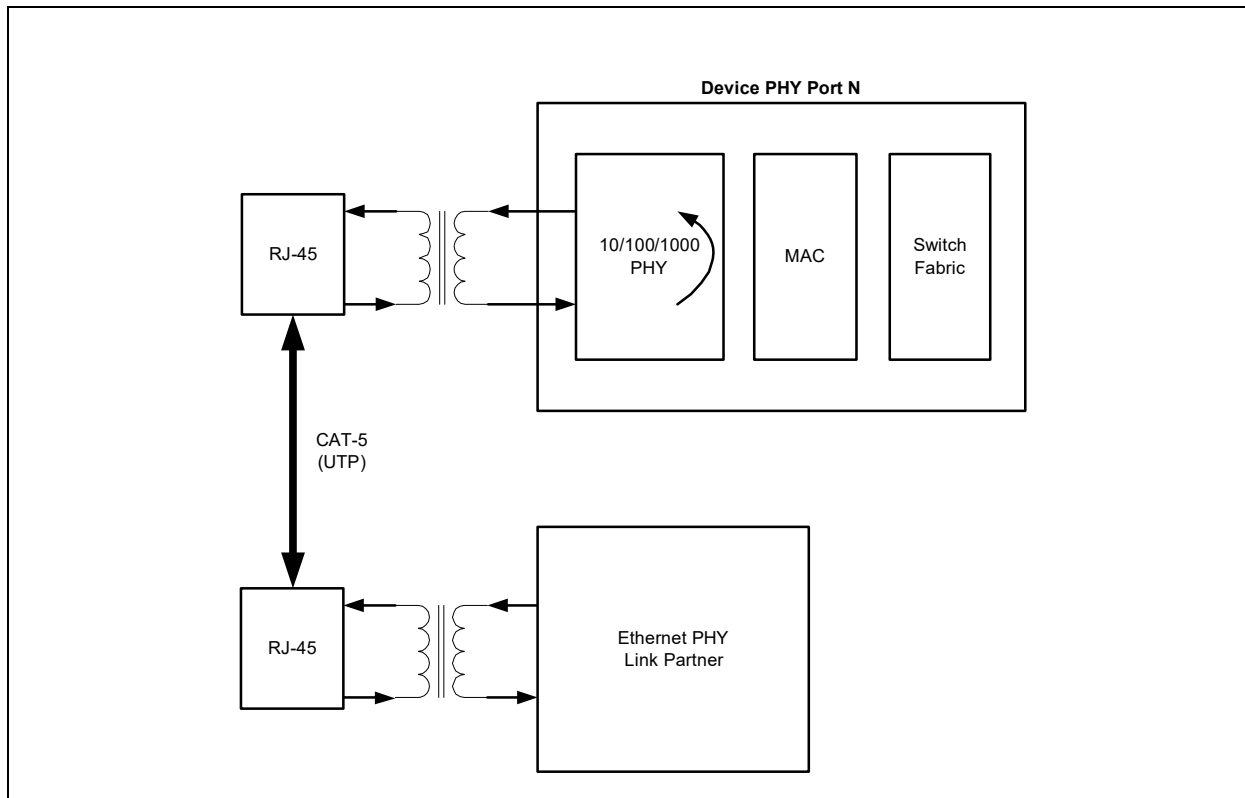 Device PHY Port N
RJ-45
10/100/1000
PHY
MAC
Switch
Fabric
CAT-5
(UTP)
RJ-45
Ethernet PHY
Link Partner